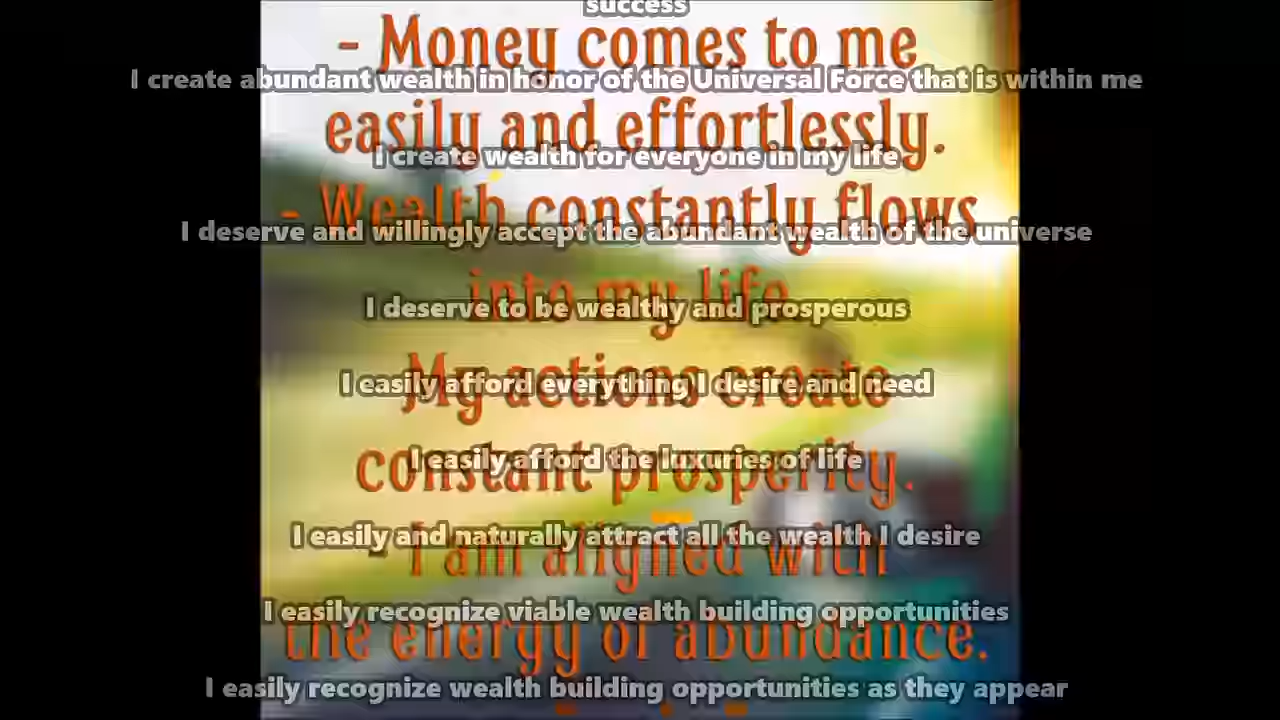 success
- Money comes to me
I create abundant wealth in honor of the Universal Force that is within me
easily and effortlessly.
I create wealth for everyone in my life
- Wealth constantly flows
I deserve and willingly accept the abundant wealth of the universe
into my life.
I deserve to be wealthy and prosperous
My actions create
I easily afford everything I desire and need
I easily afford the luxuries of life
constant prosperity.
I easily and naturally attract all the wealth I desire
- I am aligned with
I easily recognize viable wealth building opportunities
the energy of abundance.
I easily recognize wealth building opportunities as they appear